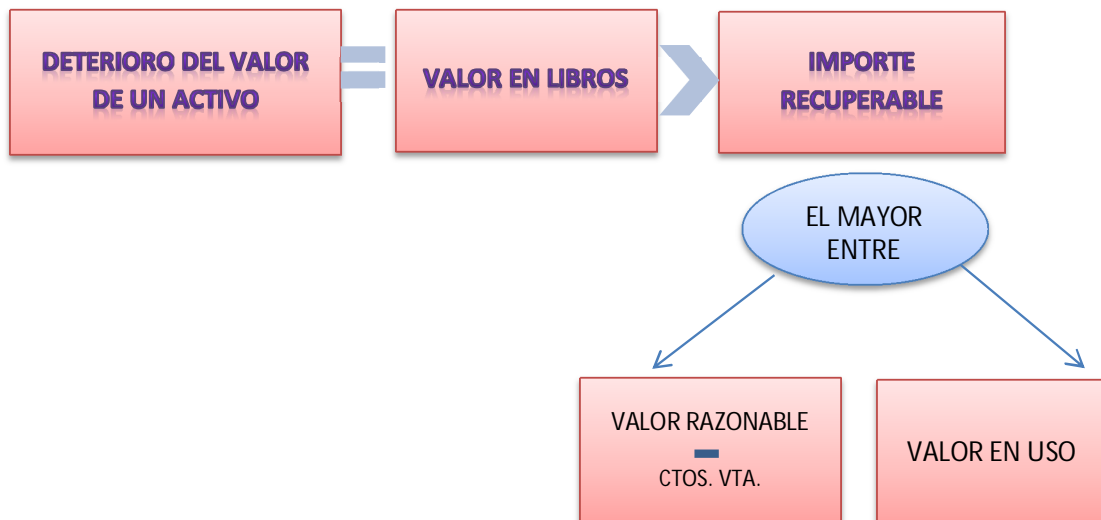 DETERIORO DEL VALOR
DE UN ACTIVO
VALOR EN LIBROS
IMPORTE
RECUPERABLE
EL MAYOR
ENTRE
VALOR RAZONABLE
CTOS. VTA.
VALOR EN USO